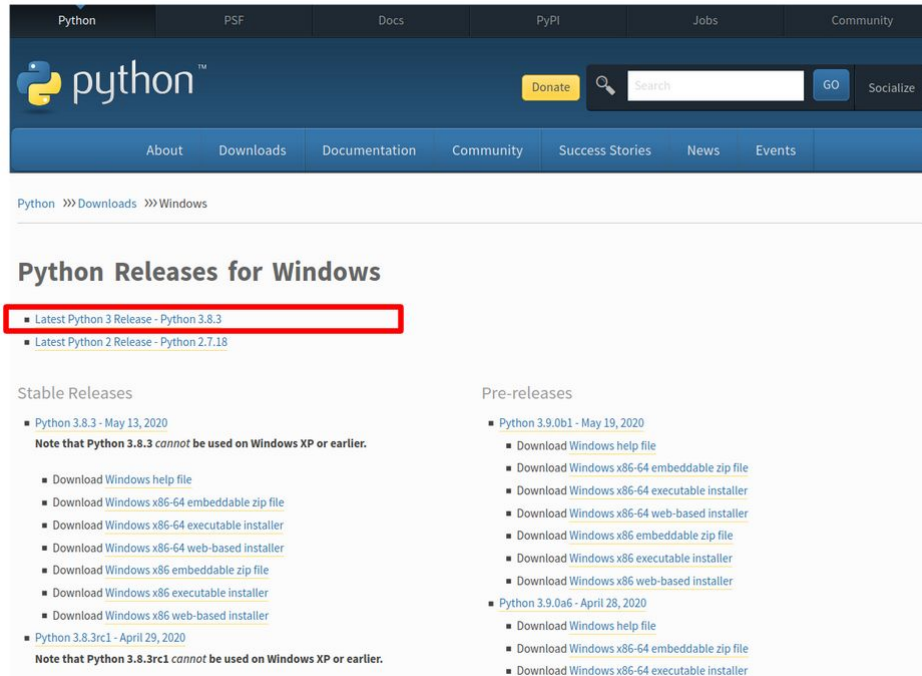 Python PSF Docs PyPI Jobs Community
python™
Donate Search GO Socialize
About Downloads Documentation Community Success Stories News Events
Python >>> Downloads >>> Windows
Python Releases for Windows
Latest Python 3 Release - Python 3.8.3
Latest Python 2 Release - Python 2.7.18
Stable Releases
Python 3.8.3 - May 13, 2020
Note that Python 3.8.3 cannot be used on Windows XP or earlier.
Download Windows help file
Download Windows x86-64 embeddable zip file
Download Windows x86-64 executable installer
Download Windows x86-64 web-based installer
Download Windows x86 embeddable zip file
Download Windows x86 executable installer
Download Windows x86 web-based installer
Python 3.8.3rc1 - April 29, 2020
Note that Python 3.8.3rc1 cannot be used on Windows XP or earlier.
Pre-releases
Python 3.9.0b1 - May 19, 2020
Download Windows help file
Download Windows x86-64 embeddable zip file
Download Windows x86-64 executable installer
Download Windows x86-64 web-based installer
Download Windows x86 embeddable zip file
Download Windows x86 executable installer
Download Windows x86 web-based installer
Python 3.9.0a6 - April 28, 2020
Download Windows help file
Download Windows x86-64 embeddable zip file
Download Windows x86-64 executable installer